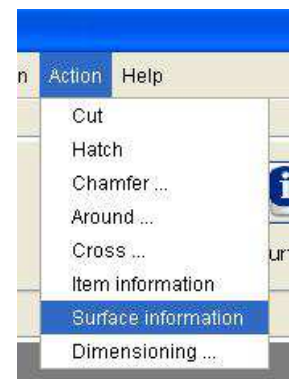 n Action Help
Cut
Hatch
Chamfer ...
Around ...
Cross ...
Item information
Surface information
Dimensioning ...